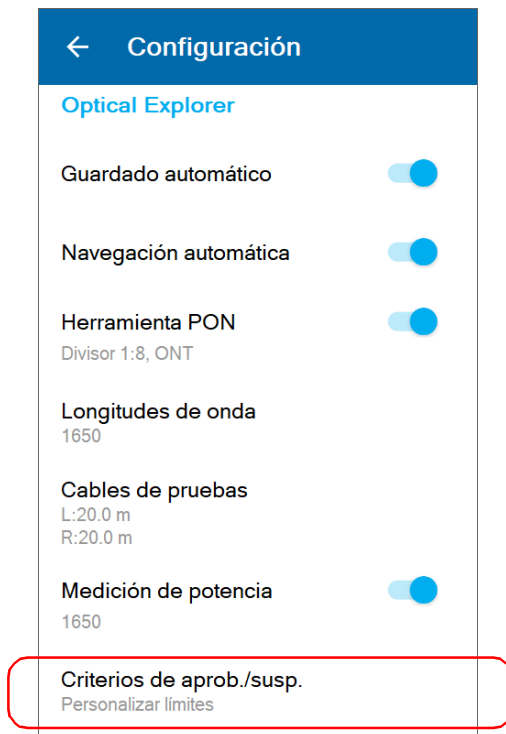 Configuración
Optical Explorer
Guardado automático
Navegación automática
Herramienta PON
Divisor 1:8, ONT
Longitudes de onda
1650
Cables de pruebas
L:20.0 m
R:20.0 m
Medición de potencia
1650
Criterios de aprob./susp.
Personalizar límites